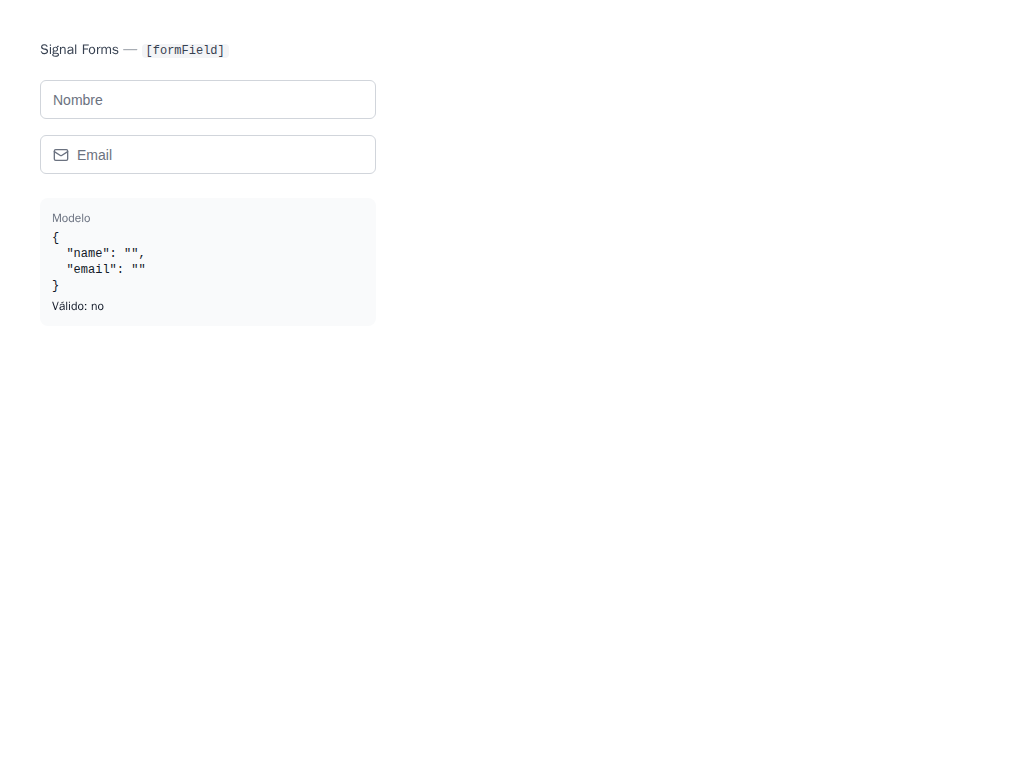 Signal Forms — [formField]
Nombre
Email
Modelo
{
  "name": "",
  "email": ""
}
Válido: no